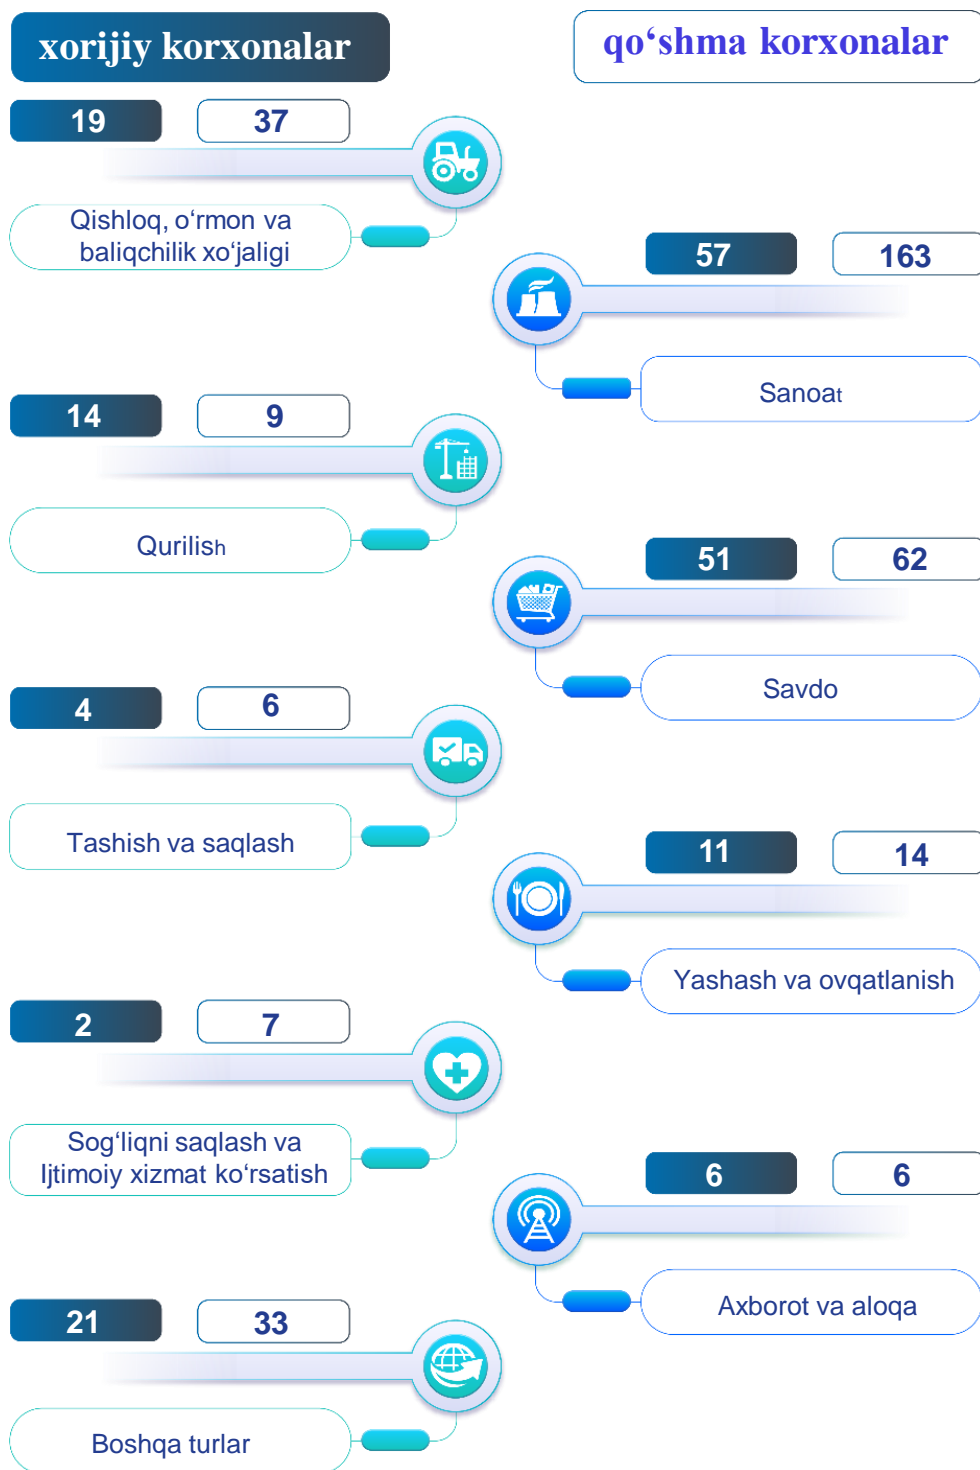 xorijiy korxonalar
qo‘shma korxonalar
19 37
Qishloq, o‘rmon va
baliqchilik xo‘jaligi
57 163
Sanoat
14 9
Qurilish
51 62
Savdo
4 6
Tashish va saqlash
11 14
Yashash va ovqatlanish
2 7
Sog‘liqni saqlash va
Ijtimoiy xizmat ko‘rsatish
6 6
Axborot va aloqa
21 33
Boshqa turlar